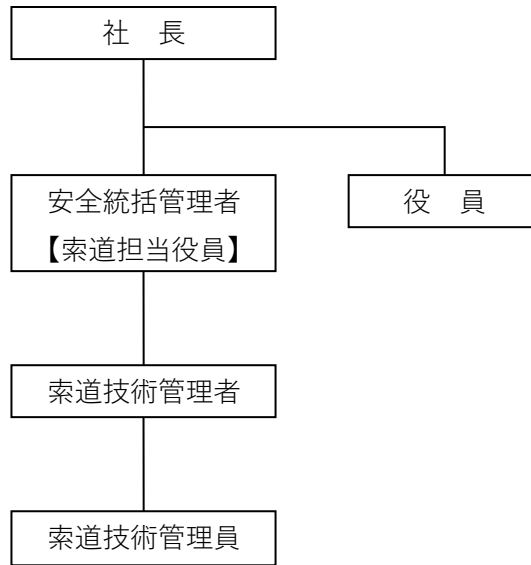 社　長
安全統括管理者
【索道担当役員】
役　員
索道技術管理者
索道技術管理員